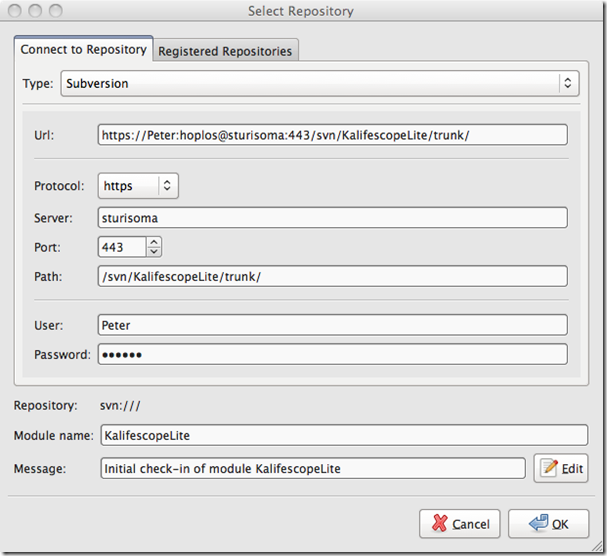 Select Repository
Connect to Repository Registered Repositories
Type: Subversion
Url: https://Peter:hoplos@sturisoma:443/svn/KalifescopeLite/trunk/
Protocol: https
Server: sturisoma
Port: 443
Path: /svn/KalifescopeLite/trunk/
User: Peter
Password: ••••••
Repository: svn:///
Module name: KalifescopeLite
Message: Initial check-in of module KalifescopeLite Edit
Cancel OK